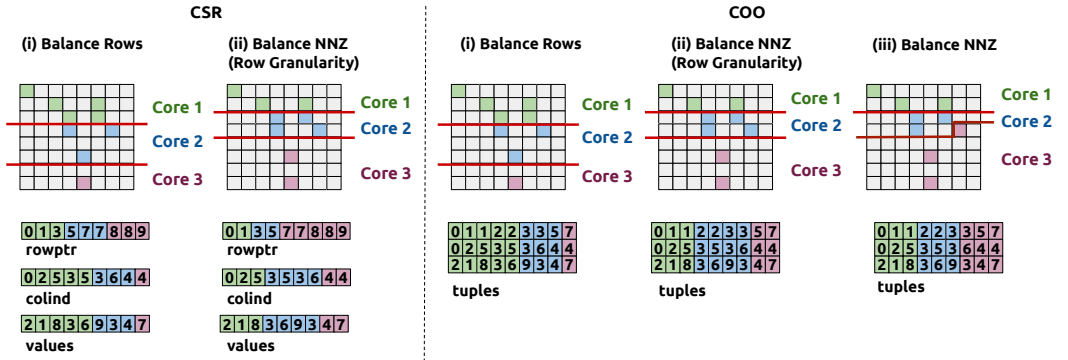 CSR
(i) Balance Rows
(ii) Balance NNZ
(Row Granularity)
Core 1
Core 2
Core 3
Core 1
Core 2
Core 3
0 1 3 5 7 7 8 8 9
rowptr
0 2 5 3 5 3 6 4 4
colind
2 1 8 3 6 9 3 4 7
values
0 1 3 5 7 7 8 8 9
rowptr
0 2 5 3 5 3 6 4 4
colind
2 1 8 3 6 9 3 4 7
values
COO
(i) Balance Rows
(ii) Balance NNZ
(Row Granularity)
(iii) Balance NNZ
Core 1
Core 2
Core 3
Core 1
Core 2
Core 3
Core 1
Core 2
Core 3
0 1 1 2 2 3 3 5 7
0 2 5 3 5 3 6 4 4
2 1 8 3 6 9 3 4 7
tuples
0 1 1 2 2 3 3 5 7
0 2 5 3 5 3 6 4 4
2 1 8 3 6 9 3 4 7
tuples
0 1 1 2 2 3 3 5 7
0 2 5 3 5 3 6 4 4
2 1 8 3 6 9 3 4 7
tuples